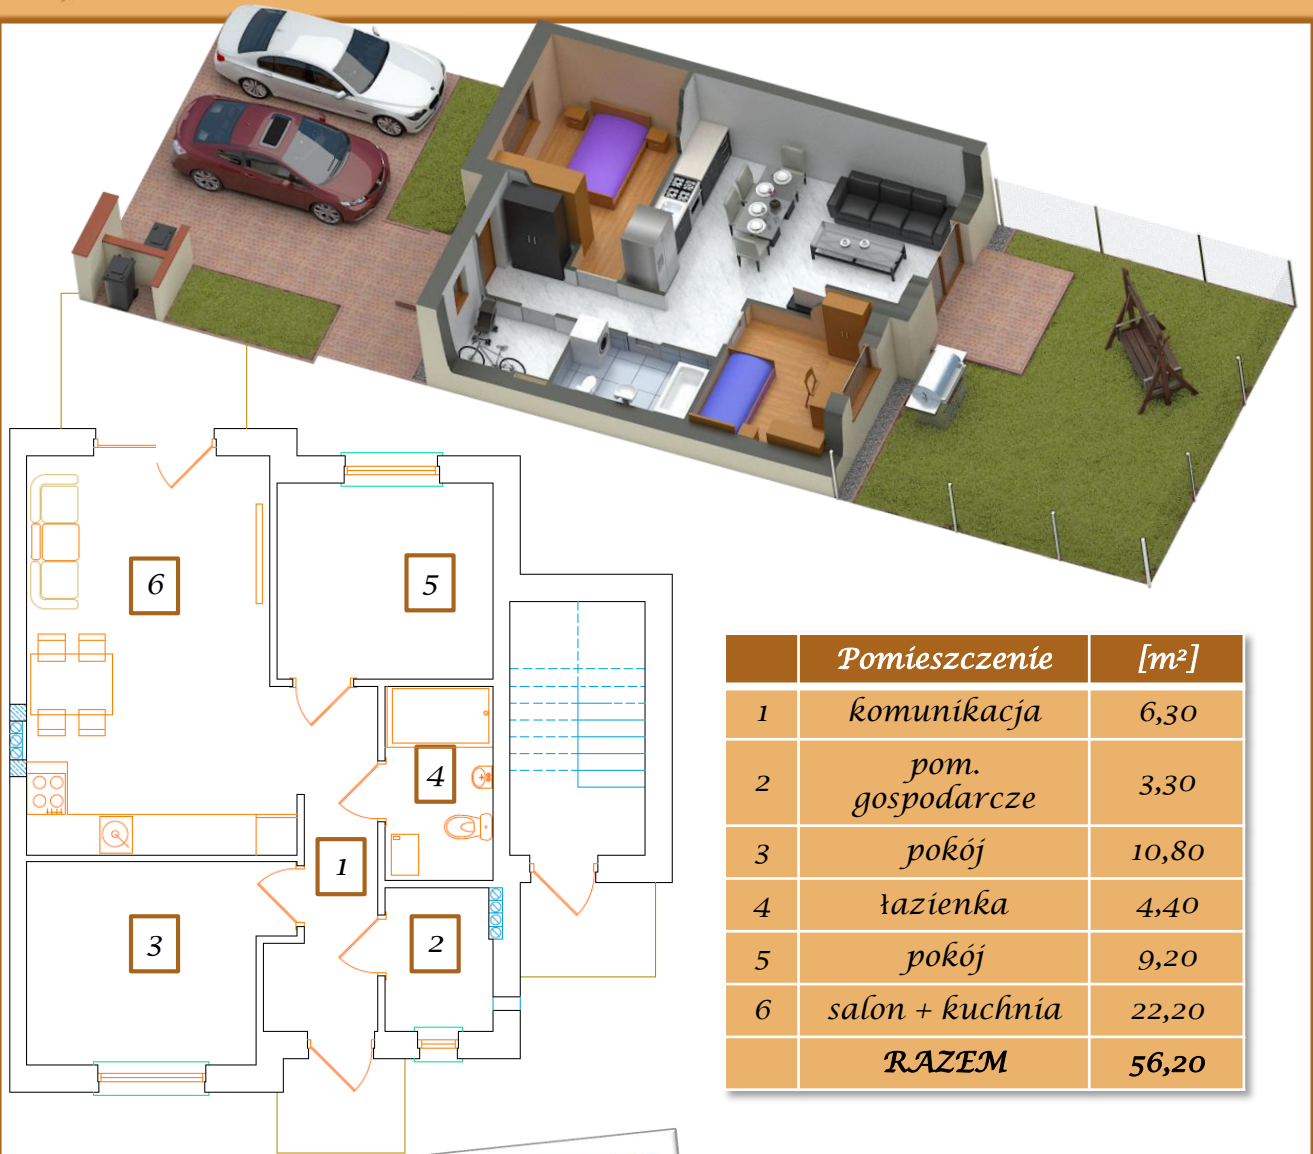 6
5
4
1
3
2
Pomieszczenie [m²]
1 komunikacja 6,30
2 pom. gospodarcze 3,30
3 pokój 10,80
4 łazienka 4,40
5 pokój 9,20
6 salon + kuchnia 22,20
RAZEM 56,20